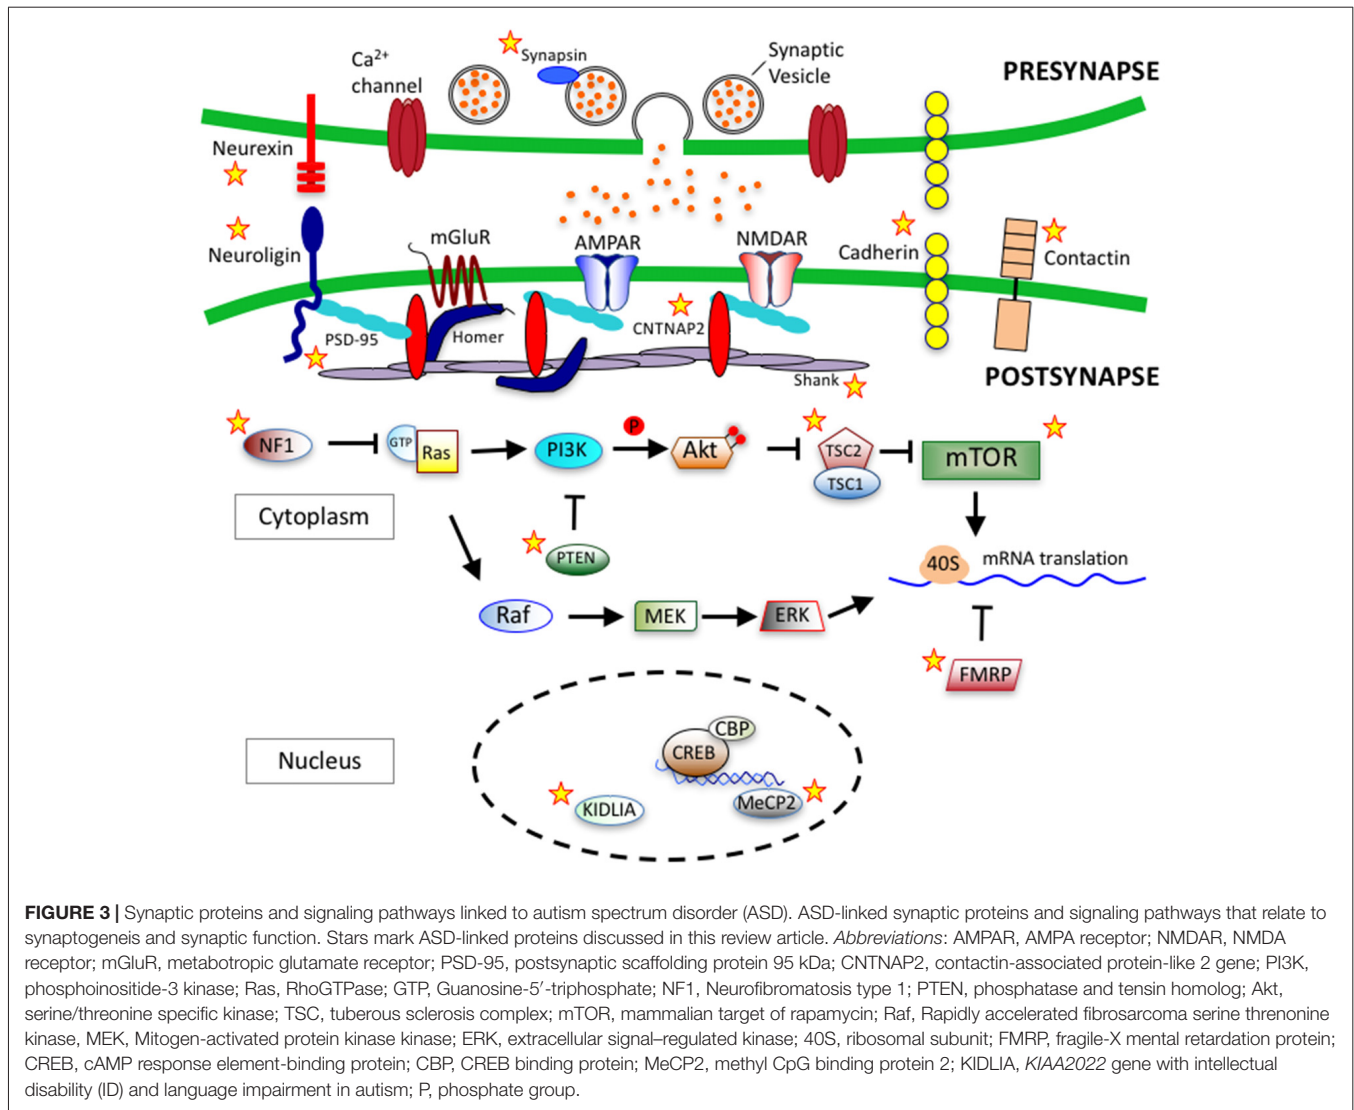 Synapsin
Synaptic
Vesicle
Ca²⁺
channel
PRESYNAPSE
Neurexin
Neuroligin
mGluR
AMPAR
NMDAR
Cadherin
Contactin
PSD-95
Homer
CNTNAP2
Shank
POSTSYNAPSE
NF1
GTP
Ras
PI3K
P
Akt
TSC2
TSC1
mTOR
Cytoplasm
PTEN
40S
mRNA translation
Raf
MEK
ERK
FMRP
Nucleus
CBP
CREB
KIDLIA
MeCP2
FIGURE 3 | Synaptic proteins and signaling pathways linked to autism spectrum disorder (ASD). ASD-linked synaptic proteins and signaling pathways that relate to
synaptogeneis and synaptic function. Stars mark ASD-linked proteins discussed in this review article. Abbreviations: AMPAR, AMPA receptor; NMDAR, NMDA
receptor; mGluR, metabotropic glutamate receptor; PSD-95, postsynaptic scaffolding protein 95 kDa; CNTNAP2, contactin-associated protein-like 2 gene; PI3K,
phosphoinositide-3 kinase; Ras, RhoGTPase; GTP, Guanosine-5′-triphosphate; NF1, Neurofibromatosis type 1; PTEN, phosphatase and tensin homolog; Akt,
serine/threonine specific kinase; TSC, tuberous sclerosis complex; mTOR, mammalian target of rapamycin; Raf, Rapidly accelerated fibrosarcoma serine threnonine
kinase, MEK, Mitogen-activated protein kinase kinase; ERK, extracellular signal–regulated kinase; 40S, ribosomal subunit; FMRP, fragile-X mental retardation protein;
CREB, cAMP response element-binding protein; CBP, CREB binding protein; MeCP2, methyl CpG binding protein 2; KIDLIA, KIAA2022 gene with intellectual
disability (ID) and language impairment in autism; P, phosphate group.